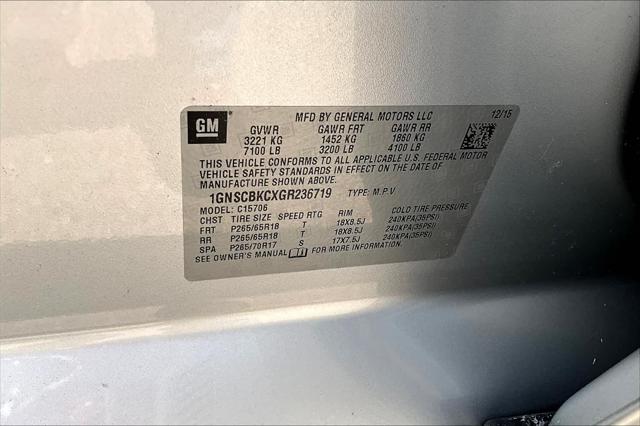 GM
MFD BY GENERAL MOTORS LLC 12/15
GVWR GAWR FRT GAWR RR
3221 KG 1452 KG 1860 KG
7100 LB 3200 LB 4100 LB
THIS VEHICLE CONFORMS TO ALL APPLICABLE U.S. FEDERAL MOTOR
VEHICLE SAFETY STANDARDS IN EFFECT ON THE DATE OF
MANUFACTURE SHOWN ABOVE.
1GNSCBKCXGR236719 TYPE: M.P.V
MODEL: C15706
CHST TIRE SIZE SPEED RTG RIM COLD TIRE PRESSURE
FRT P265/65R18 T 18X8.5J 240KPA(35PSI)
RR P265/65R18 T 18X8.5J 240KPA(35PSI)
SPA P265/70R17 S 17X7.5J 240KPA(35PSI)
SEE OWNER'S MANUAL FOR MORE INFORMATION.